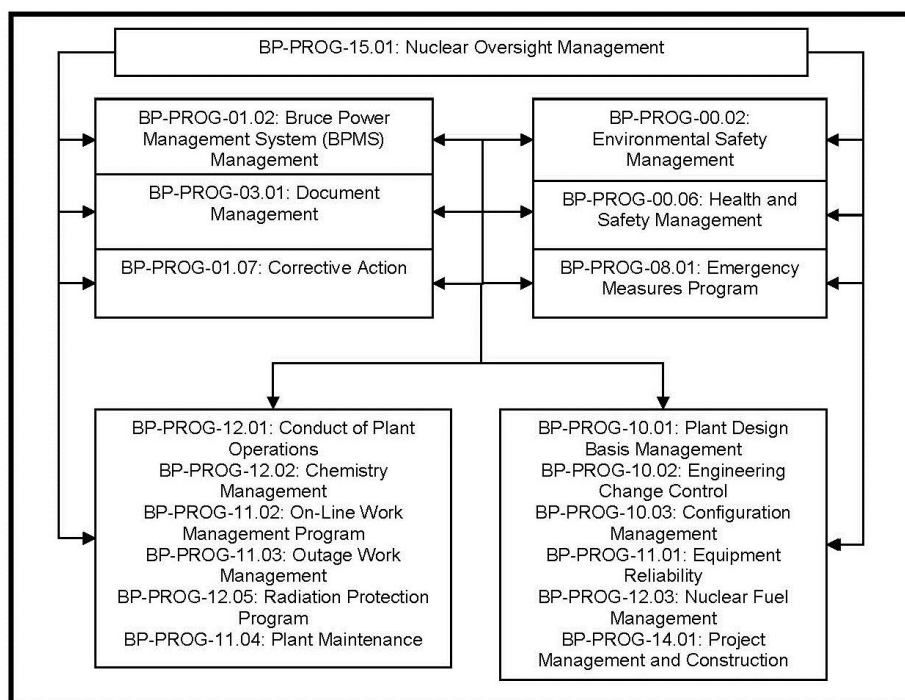 BP-PROG-15.01: Nuclear Oversight Management
BP-PROG-01.02: Bruce Power
Management System (BPMS)
Management
BP-PROG-03.01: Document
Management
BP-PROG-01.07: Corrective Action
BP-PROG-00.02:
Environmental Safety
Management
BP-PROG-00.06: Health and
Safety Management
BP-PROG-08.01: Emergency
Measures Program
BP-PROG-12.01: Conduct of Plant
Operations
BP-PROG-12.02: Chemistry
Management
BP-PROG-11.02: On-Line Work
Management Program
BP-PROG-11.03: Outage Work
Management
BP-PROG-12.05: Radiation Protection
Program
BP-PROG-11.04: Plant Maintenance
BP-PROG-10.01: Plant Design
Basis Management
BP-PROG-10.02: Engineering
Change Control
BP-PROG-10.03: Configuration
Management
BP-PROG-11.01: Equipment
Reliability
BP-PROG-12.03: Nuclear Fuel
Management
BP-PROG-14.01: Project
Management and Construction